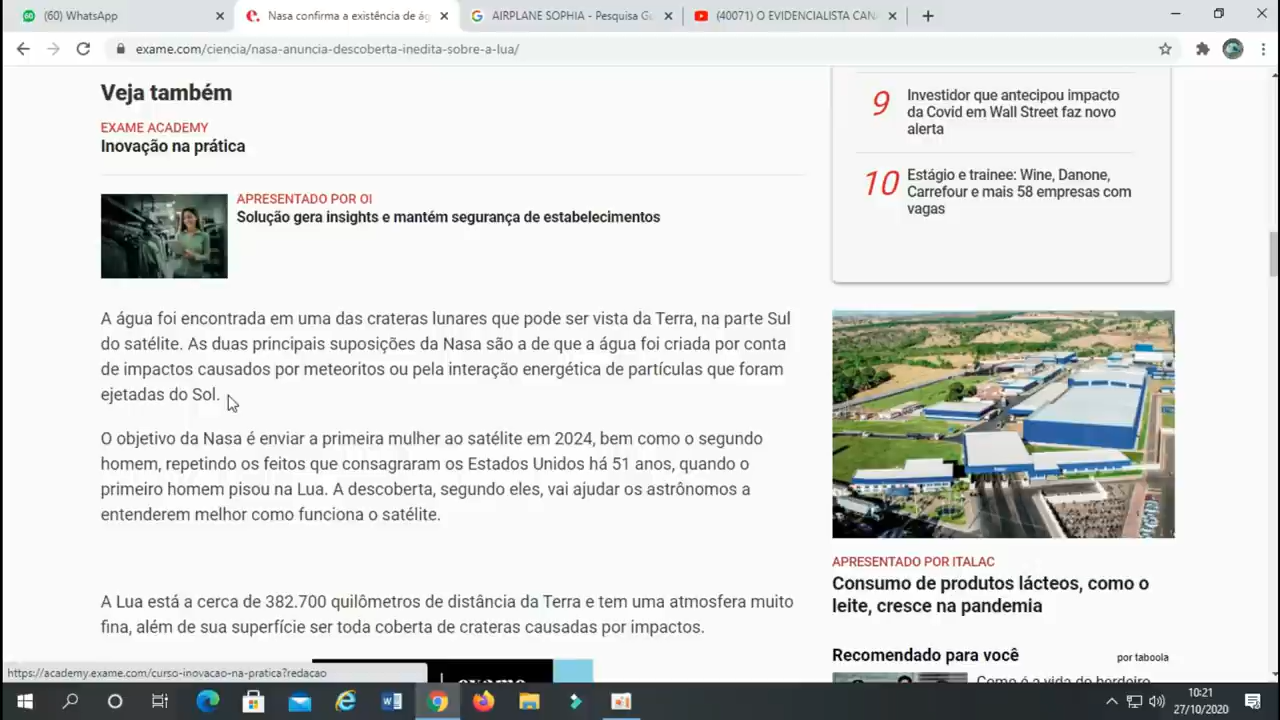 (60) WhatsApp
Nasa confirma a existência de ág
AIRPLANE SOPHIA - Pesquisa Go
(40071) O EVIDENCIALISTA CAN
exame.com/ciencia/nasa-anuncia-descoberta-inedita-sobre-a-lua/
Veja também
EXAME ACADEMY
Inovação na prática
APRESENTADO POR OI
Solução gera insights e mantém segurança de estabelecimentos
A água foi encontrada em uma das crateras lunares que pode ser vista da Terra, na parte Sul
do satélite. As duas principais suposições da Nasa são a de que a água foi criada por conta
de impactos causados por meteoritos ou pela interação energética de partículas que foram
ejetadas do Sol.
O objetivo da Nasa é enviar a primeira mulher ao satélite em 2024, bem como o segundo
homem, repetindo os feitos que consagraram os Estados Unidos há 51 anos, quando o
primeiro homem pisou na Lua. A descoberta, segundo eles, vai ajudar os astrônomos a
entenderem melhor como funciona o satélite.
A Lua está a cerca de 382.700 quilômetros de distância da Terra e tem uma atmosfera muito
fina, além de sua superfície ser toda coberta de crateras causadas por impactos.
exame
9
Investidor que antecipou impacto
da Covid em Wall Street faz novo
alerta
10
Estágio e trainee: Wine, Danone,
Carrefour e mais 58 empresas com
vagas
APRESENTADO POR ITALAC
Consumo de produtos lácteos, como o
leite, cresce na pandemia
Recomendado para você
por taboola
Como é a vida do herdeiro
https://academy.exame.com/curso-inovacao-na-pratica?redacao
10:21
27/10/2020